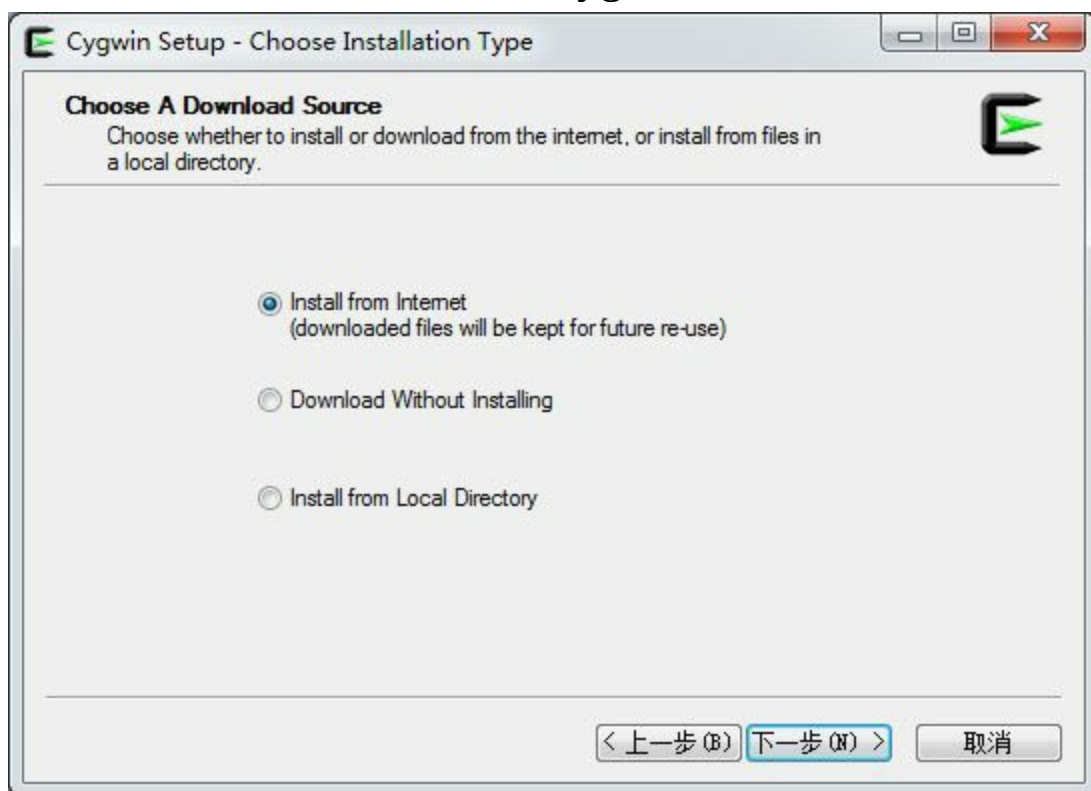 Cygwin Setup - Choose Installation Type
Choose A Download Source
Choose whether to install or download from the internet, or install from files in
a local directory.
Install from Internet
(downloaded files will be kept for future re-use)
Download Without Installing
Install from Local Directory
< 上一步(B) 下一步(N) > 取消